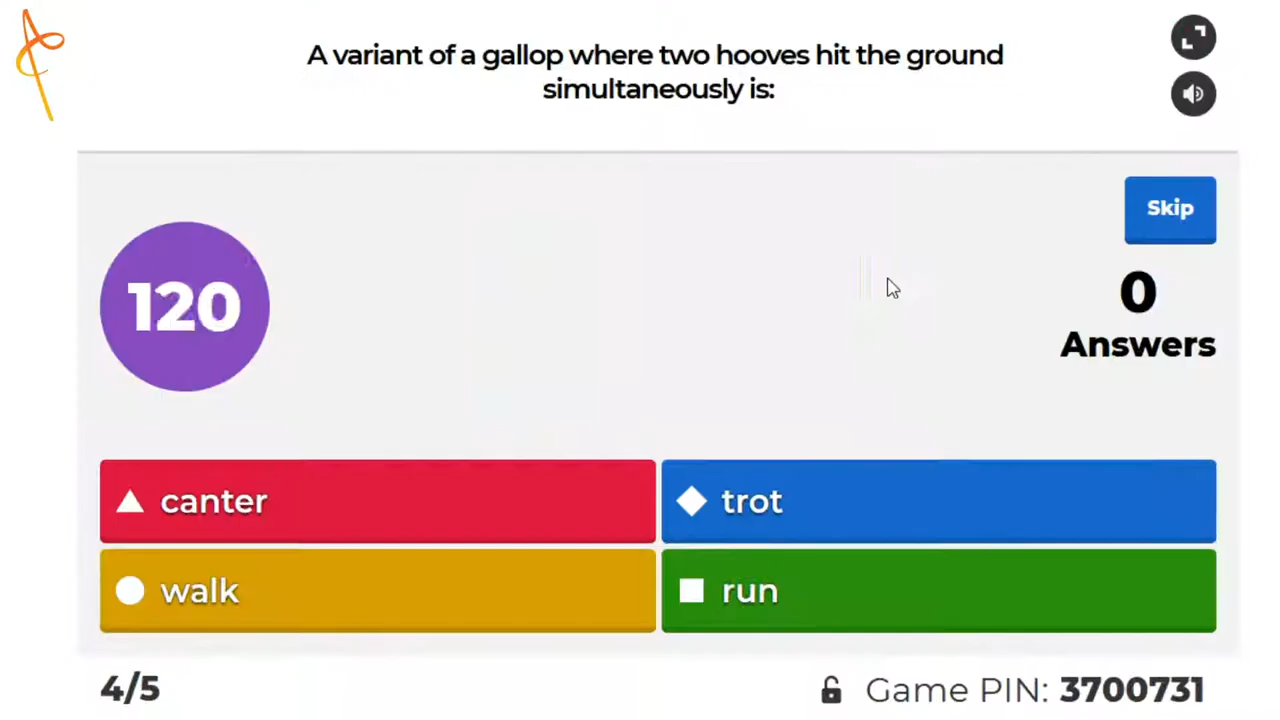 A variant of a gallop where two hooves hit the ground
simultaneously is:
Skip
120
0
Answers
canter
trot
walk
run
4/5
Game PIN: 3700731